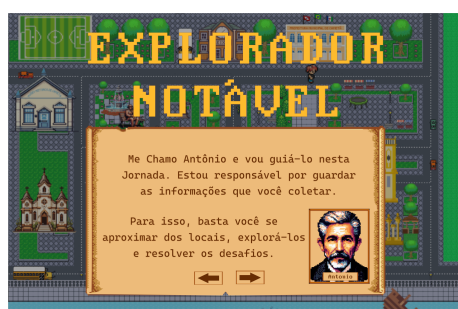 EXPLORADOR
NOTÁVEL
Me Chamo Antônio e vou guiá-lo nesta
Jornada. Estou responsável por guardar
as informações que você coletar.
Para isso, basta você se
aproximar dos locais, explorá-los
e resolver os desafios.
Antonio